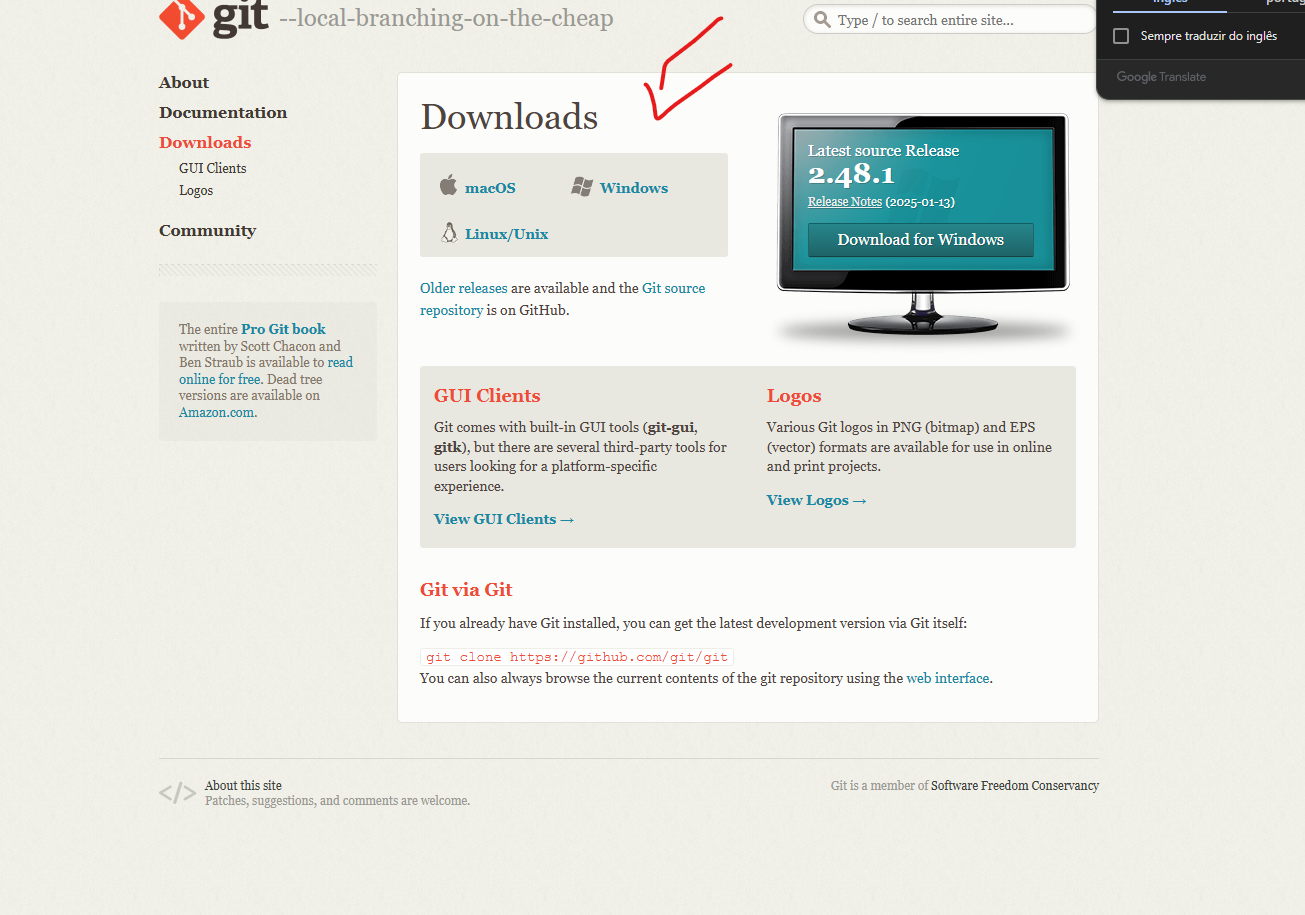 git --local-branching-on-the-cheap
Type / to search entire site...
Sempre traduzir do inglês
Google Translate
About
Documentation
Downloads
GUI Clients
Logos
Community
The entire Pro Git book
written by Scott Chacon and
Ben Straub is available to read
online for free. Dead tree
versions are available on
Amazon.com.
Downloads
macOS
Windows
Linux/Unix
Older releases are available and the Git source
repository is on GitHub.
Latest source Release
2.48.1
Release Notes (2025-01-13)
Download for Windows
GUI Clients
Git comes with built-in GUI tools (git-gui,
gitk), but there are several third-party tools for
users looking for a platform-specific
experience.
View GUI Clients →
Logos
Various Git logos in PNG (bitmap) and EPS
(vector) formats are available for use in online
and print projects.
View Logos →
Git via Git
If you already have Git installed, you can get the latest development version via Git itself:
git clone https://github.com/git/git
You can also always browse the current contents of the git repository using the web interface.
</>
About this site
Patches, suggestions, and comments are welcome.
Git is a member of Software Freedom Conservancy